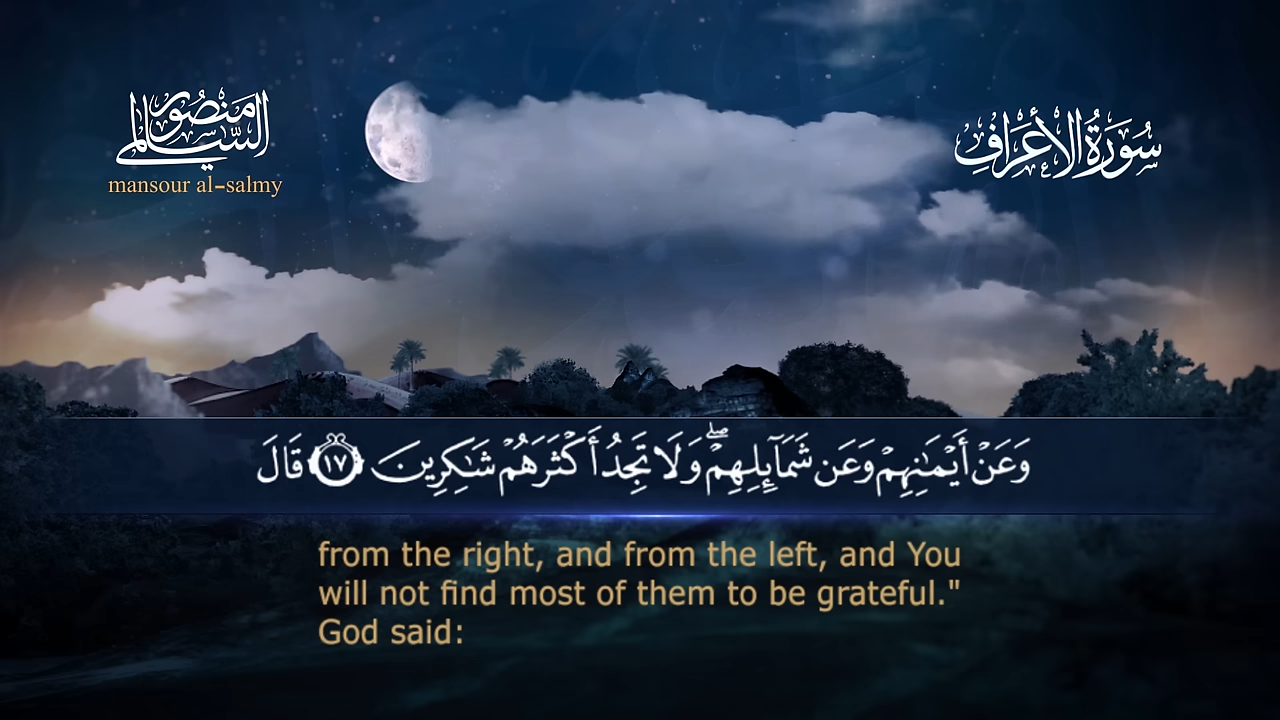 منصور السالمي
mansour al-salmy
سُورَةُ الأَعْرَافِ
وَعَنْ أَيْمَٰنِهِمْ وَعَن شَمَآئِلِهِمْ ۖ وَلَا تَجِدُ أَكْثَرَهُمْ شَٰكِرِينَ ١٧ قَالَ
from the right, and from the left, and You
will not find most of them to be grateful."
God said: